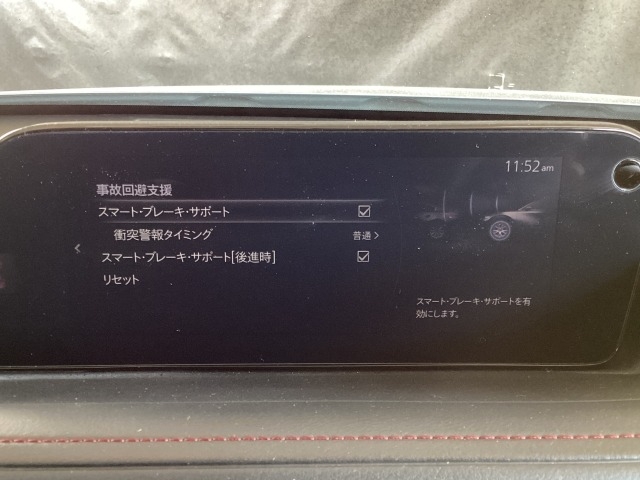 11:52am
事故回避支援
スマート・ブレーキ・サポート
衝突警報タイミング 普通
スマート・ブレーキ・サポート[後進時]
リセット
スマート・ブレーキ・サポートを有
効にします。